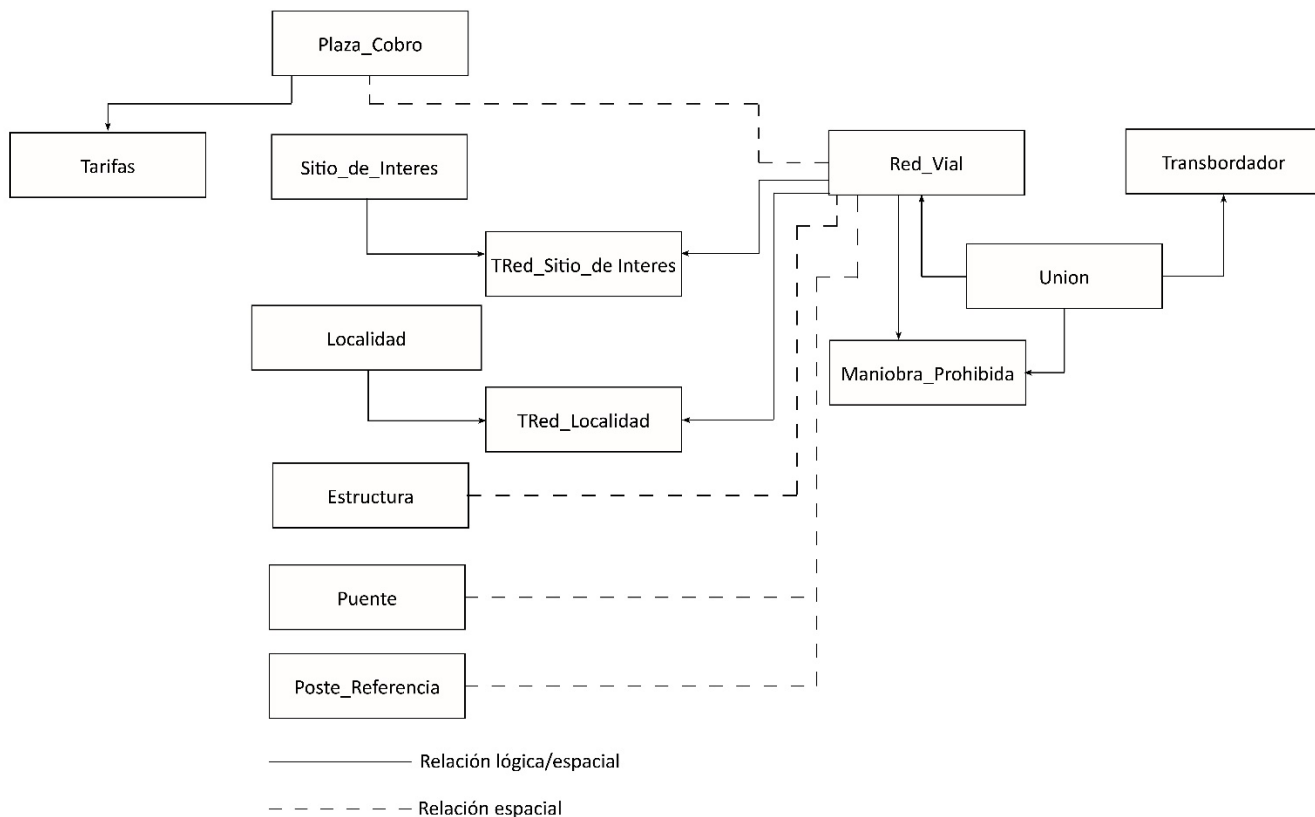 Plaza_Cobro
Tarifas
Sitio_de_Interes
Red_Vial
Transbordador
TRed_Sitio_de Interes
Union
Localidad
Maniobra_Prohibida
TRed_Localidad
Estructura
Puente
Poste_Referencia
Relación lógica/espacial
Relación espacial